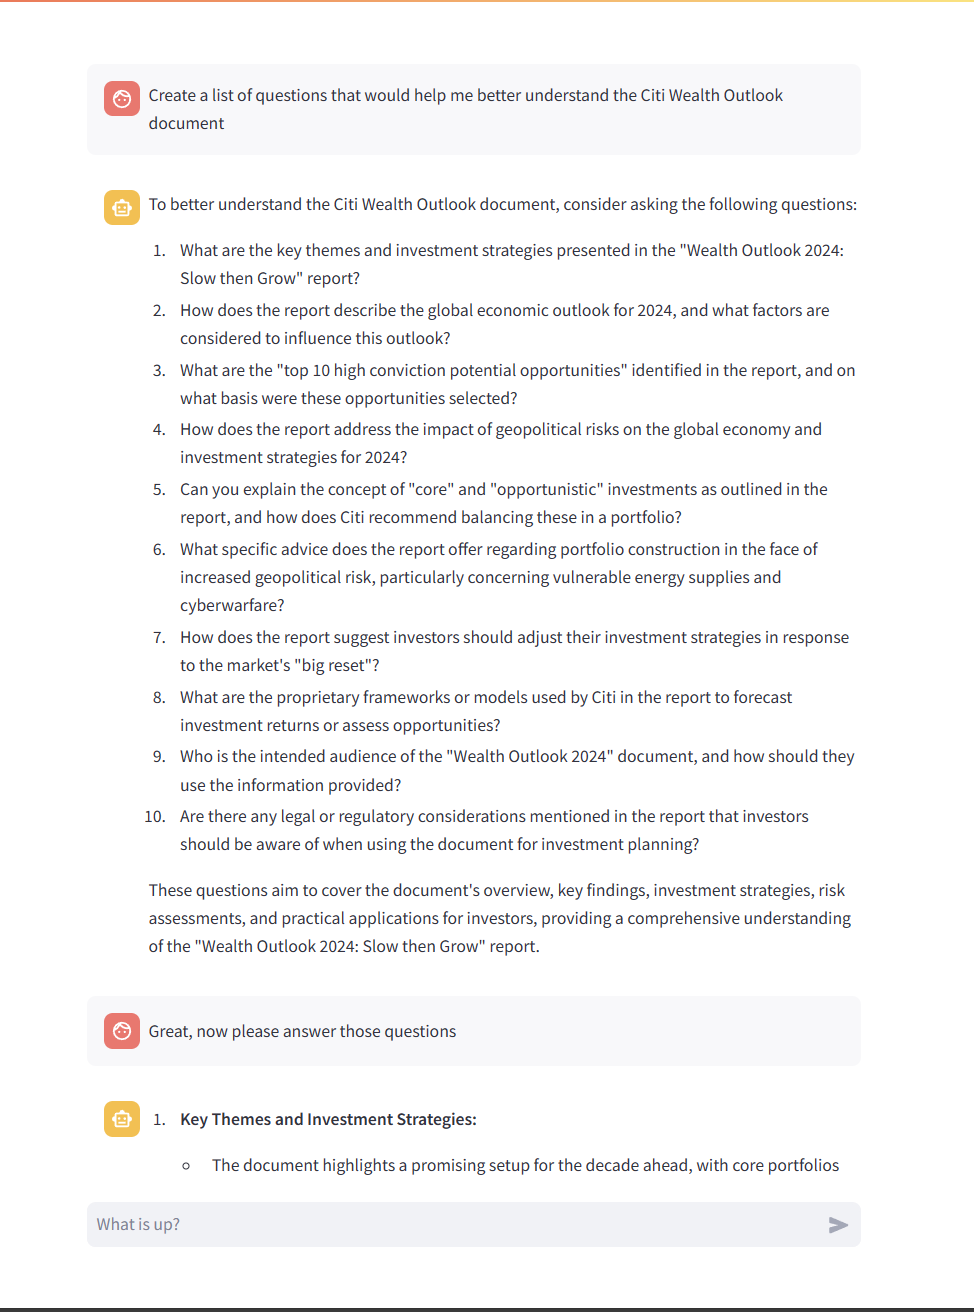 Create a list of questions that would help me better understand the Citi Wealth Outlook
document
To better understand the Citi Wealth Outlook document, consider asking the following questions:
1. What are the key themes and investment strategies presented in the "Wealth Outlook 2024:
Slow then Grow" report?
2. How does the report describe the global economic outlook for 2024, and what factors are
considered to influence this outlook?
3. What are the "top 10 high conviction potential opportunities" identified in the report, and on
what basis were these opportunities selected?
4. How does the report address the impact of geopolitical risks on the global economy and
investment strategies for 2024?
5. Can you explain the concept of "core" and "opportunistic" investments as outlined in the
report, and how does Citi recommend balancing these in a portfolio?
6. What specific advice does the report offer regarding portfolio construction in the face of
increased geopolitical risk, particularly concerning vulnerable energy supplies and
cyberwarfare?
7. How does the report suggest investors should adjust their investment strategies in response
to the market's "big reset"?
8. What are the proprietary frameworks or models used by Citi in the report to forecast
investment returns or assess opportunities?
9. Who is the intended audience of the "Wealth Outlook 2024" document, and how should they
use the information provided?
10. Are there any legal or regulatory considerations mentioned in the report that investors
should be aware of when using the document for investment planning?
These questions aim to cover the document's overview, key findings, investment strategies, risk
assessments, and practical applications for investors, providing a comprehensive understanding
of the "Wealth Outlook 2024: Slow then Grow" report.
Great, now please answer those questions
1. Key Themes and Investment Strategies:
○ The document highlights a promising setup for the decade ahead, with core portfolios
What is up?